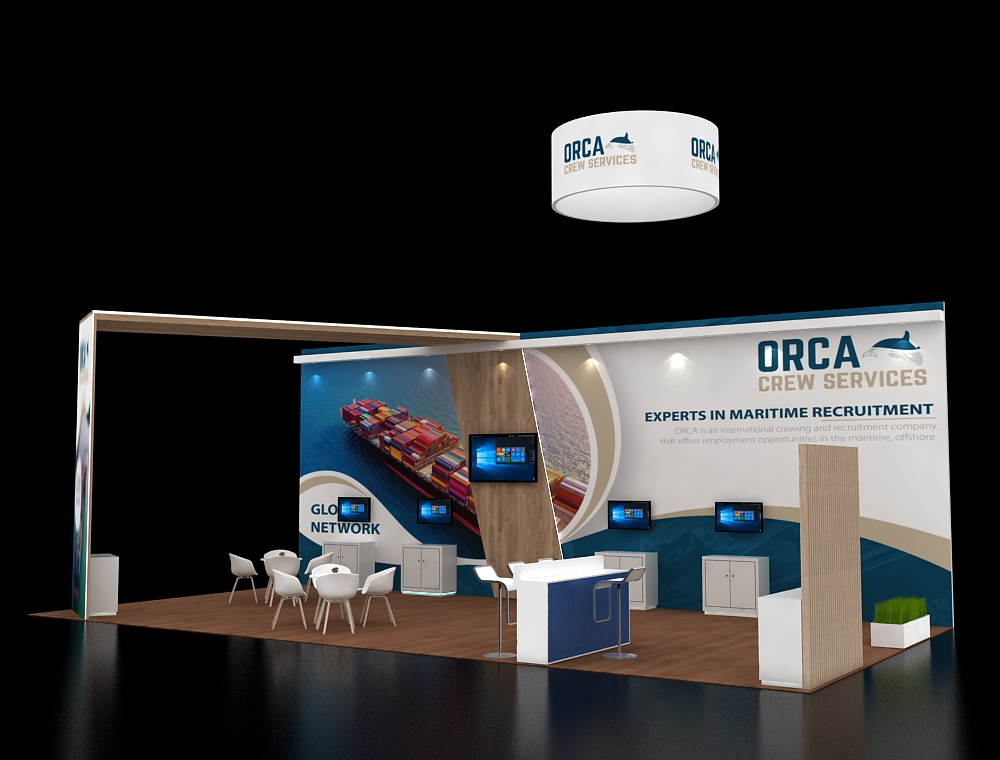 ORCA
CREW SERVICES
ORCA
CREW
ORCA
CREW SERVICES
EXPERTS IN MARITIME RECRUITMENT
ORCA is an international crewing and recruitment company
that offers employment opportunities in the maritime, offshore
NETWORK